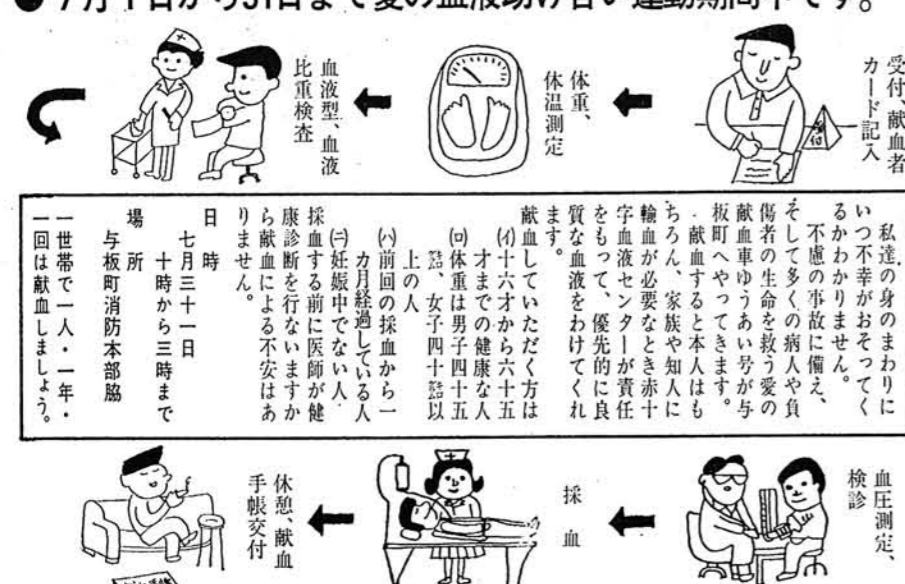 ●7月1日から31日まで愛の血液助け合い運動期間中です。
受付、献血者
カード記入
受付
体重、
体温測定
血液型、血液
比重検査
私達の身のまわりに
いつ不幸がおそってく
るかわかりません。
不慮の事故に備え、
そして多くの病人や負
傷者の生命を救う愛の
献血車ゆうあい号が与
板町へやってきます。
献血すると本人はも
ちろん、家族や知人に
輸血が必要なとき赤十
字血液センターが責任
をもって、優先的に良
質な血液をわけてくれ
ます。
献血していただく方は
(イ)十六才から六十五
才までの健康な人
(ロ)体重は男子四十五
㌕、女子四十㌕以
上の人
(ハ)前回の採血から一
カ月経過している人
(ニ)妊娠中でない人
採血する前に医師が健
康診断を行ないますか
ら献血による不安はあ
りません。
日時
七月三十一日
十時から三時まで
場所
与板町消防本部脇
一世帯で一人・一年・
一回は献血しましょう。
血圧測定、
検診
採血
休憩、献血
手帳交付